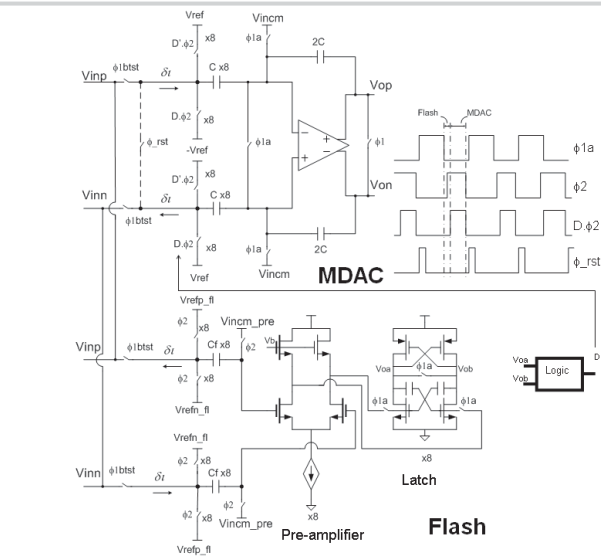 Vref
Vincm
D'.ϕ2
x8
ϕ1a
2C
ϕ1btst
δt
C x8
Vinp
Vop
D.ϕ2
x8
Flash
MDAC
ϕ_rst
-Vref
ϕ1a
ϕ1
ϕ1a
D'.ϕ2
x8
ϕ2
Vinn
δt
C x8
Von
ϕ1btst
D.ϕ2
D.ϕ2
x8
ϕ1a
2C
ϕ_rst
Vref
Vincm
MDAC
Vrefp_fl
ϕ2
x8
Vincm_pre
Vinp
ϕ1btst
δt
Cf x8
ϕ2
Vb
Voa
ϕ1a
Vob
D
ϕ2
x8
Voa
Vob
Logic
Vrefn_fl
ϕ1a
ϕ1a
Vrefn_fl
ϕ2
x8
x8
Vinn
ϕ1btst
δt
Cf x8
Latch
ϕ2
x8
ϕ2
Vincm_pre
x8
Pre-amplifier
Flash
Vrefp_fl